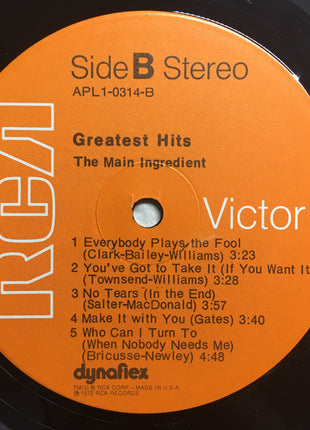 RCA
Side B Stereo
APL1-0314-B
Greatest Hits
The Main Ingredient
Victor
1 Everybody Plays the Fool
(Clark-Bailey-Williams) 3:23
2 You've Got to Take It (If You Want It
(Townsend-Williams) 3:28
3 No Tears (In the End)
(Salter-MacDonald) 3:57
4 Make It with You (Gates) 3:40
5 Who Can I Turn To
(When Nobody Needs Me)
(Bricusse-Newley) 4:48
dynaflex
TM(s) ® RCA CORP.—MADE IN U.S.A.
℗ 1973 RCA RECORDS